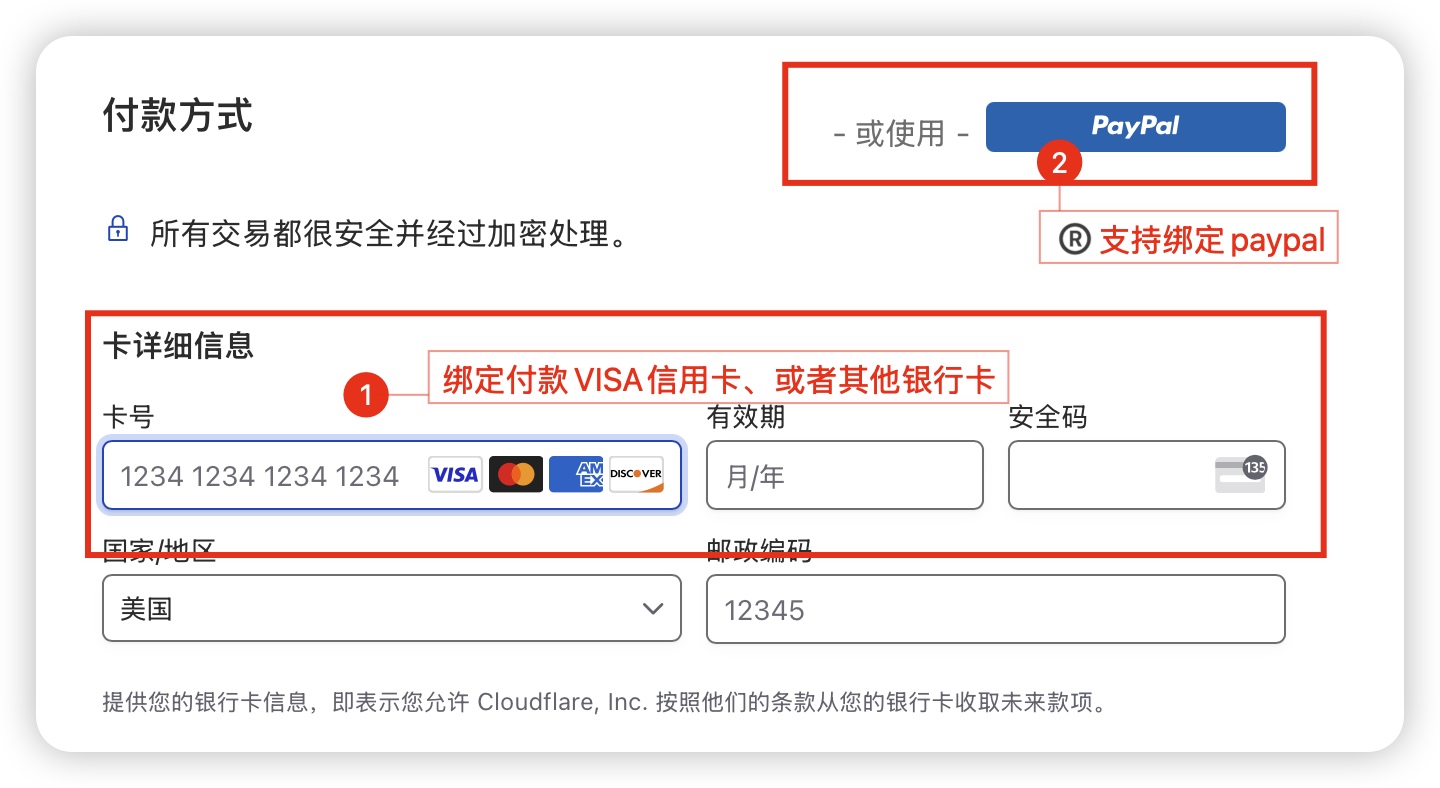 付款方式
- 或使用 -
PayPal
2
® 支持绑定 paypal
所有交易都很安全并经过加密处理。
卡详细信息
1
绑定付款 VISA 信用卡、或者其他银行卡
卡号
有效期
安全码
1234 1234 1234 1234
VISA
AM
EX
DISCOVER
月/年
135
国家/地区
邮政编码
美国
12345
提供您的银行卡信息，即表示您允许 Cloudflare, Inc. 按照他们的条款从您的银行卡收取未来款项。